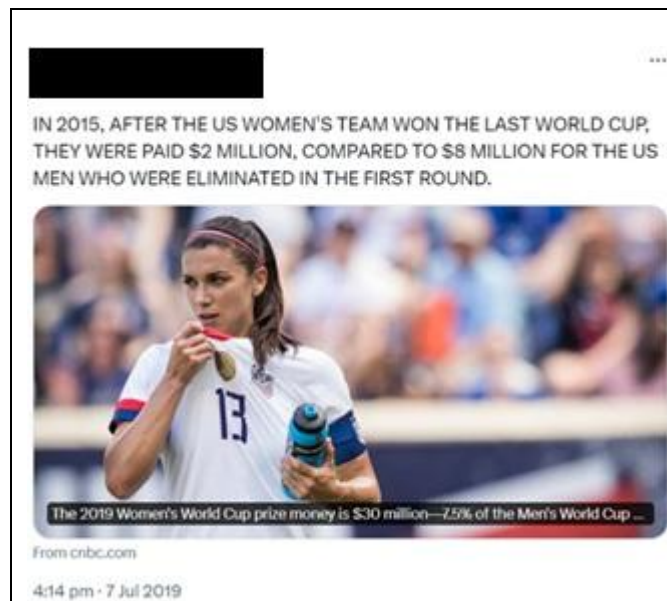 IN 2015, AFTER THE US WOMEN'S TEAM WON THE LAST WORLD CUP,
THEY WERE PAID $2 MILLION, COMPARED TO $8 MILLION FOR THE US
MEN WHO WERE ELIMINATED IN THE FIRST ROUND.
13
The 2019 Women's World Cup prize money is $30 million—7.5% of the Men's World Cup ...
From cnbc.com
4:14 pm · 7 Jul 2019